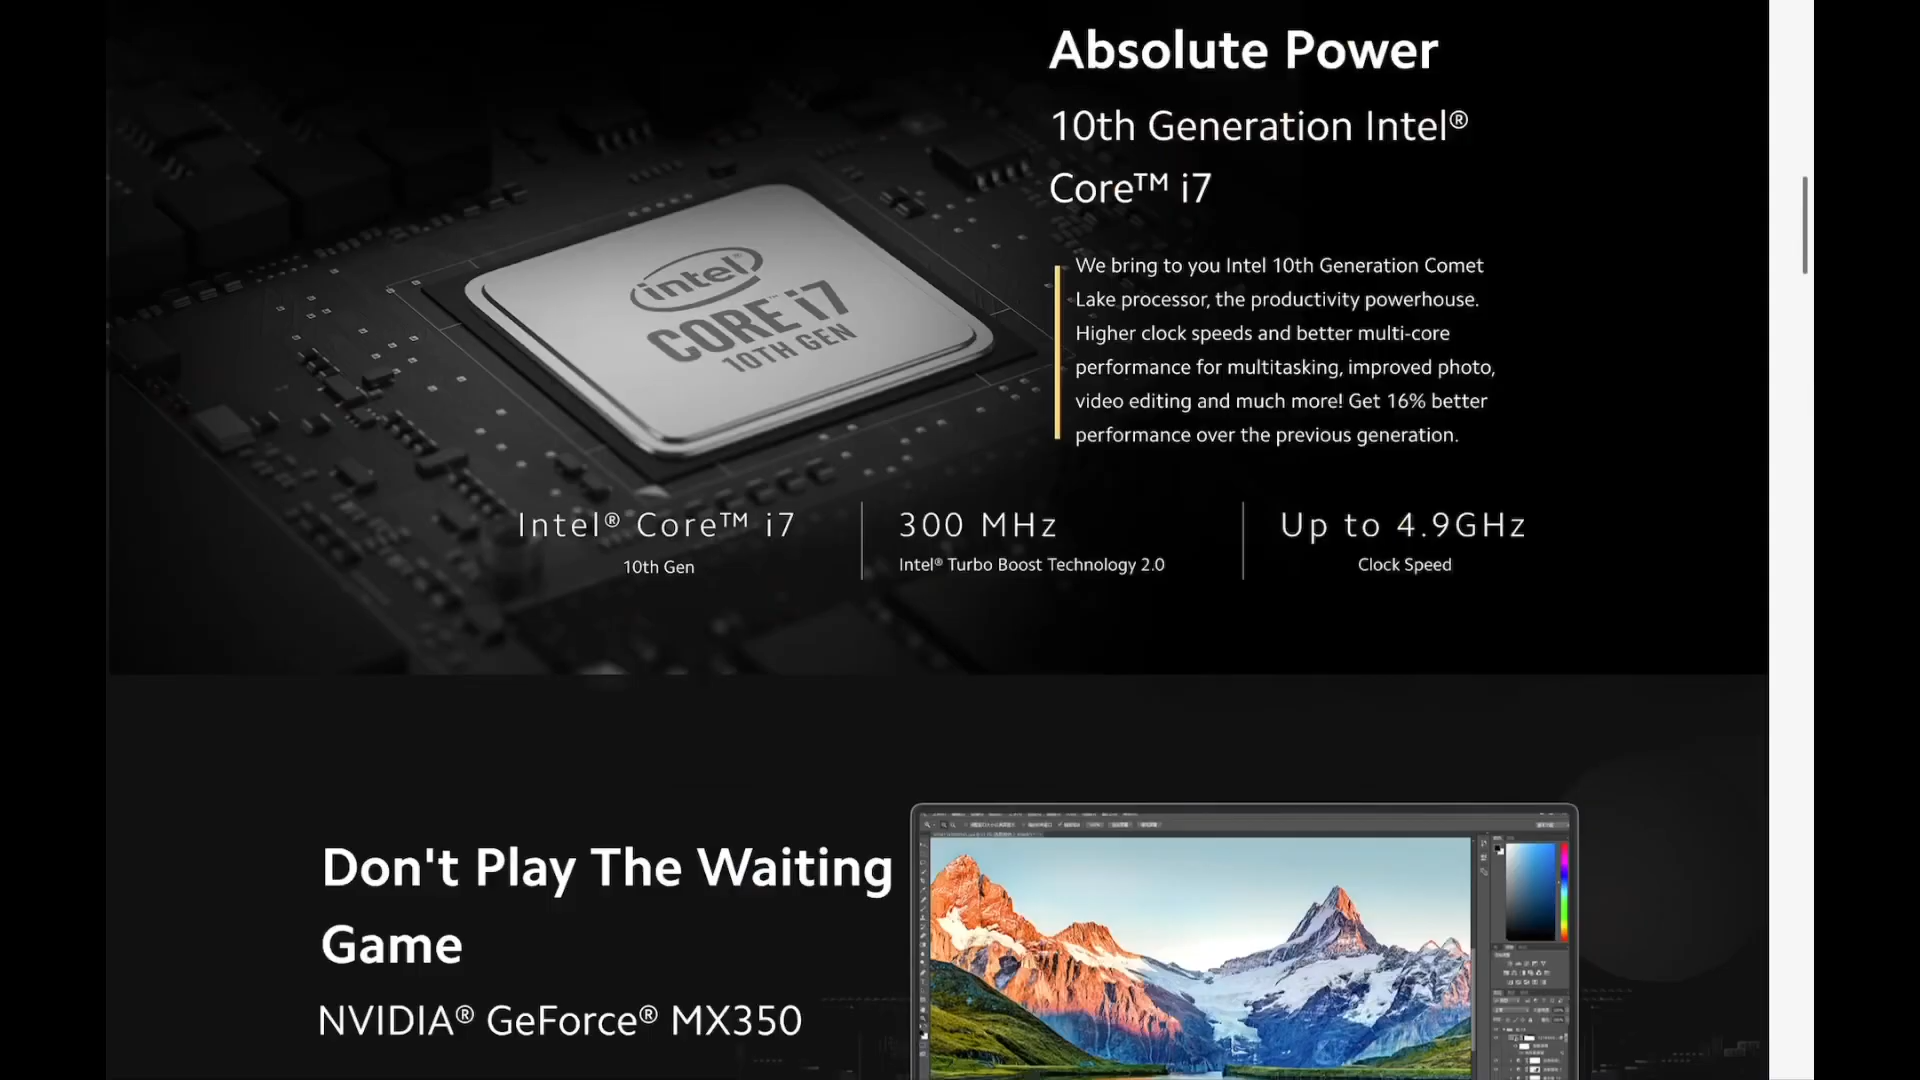 Absolute Power
10th Generation Intel®
Core™ i7
intel®
CORE™ i7
10TH GEN
We bring to you Intel 10th Generation Comet
Lake processor, the productivity powerhouse.
Higher clock speeds and better multi-core
performance for multitasking, improved photo,
video editing and much more! Get 16% better
performance over the previous generation.
Intel® Core™ i7
10th Gen
300 MHz
Intel® Turbo Boost Technology 2.0
Up to 4.9GHz
Clock Speed
Don't Play The Waiting
Game
NVIDIA® GeForce® MX350